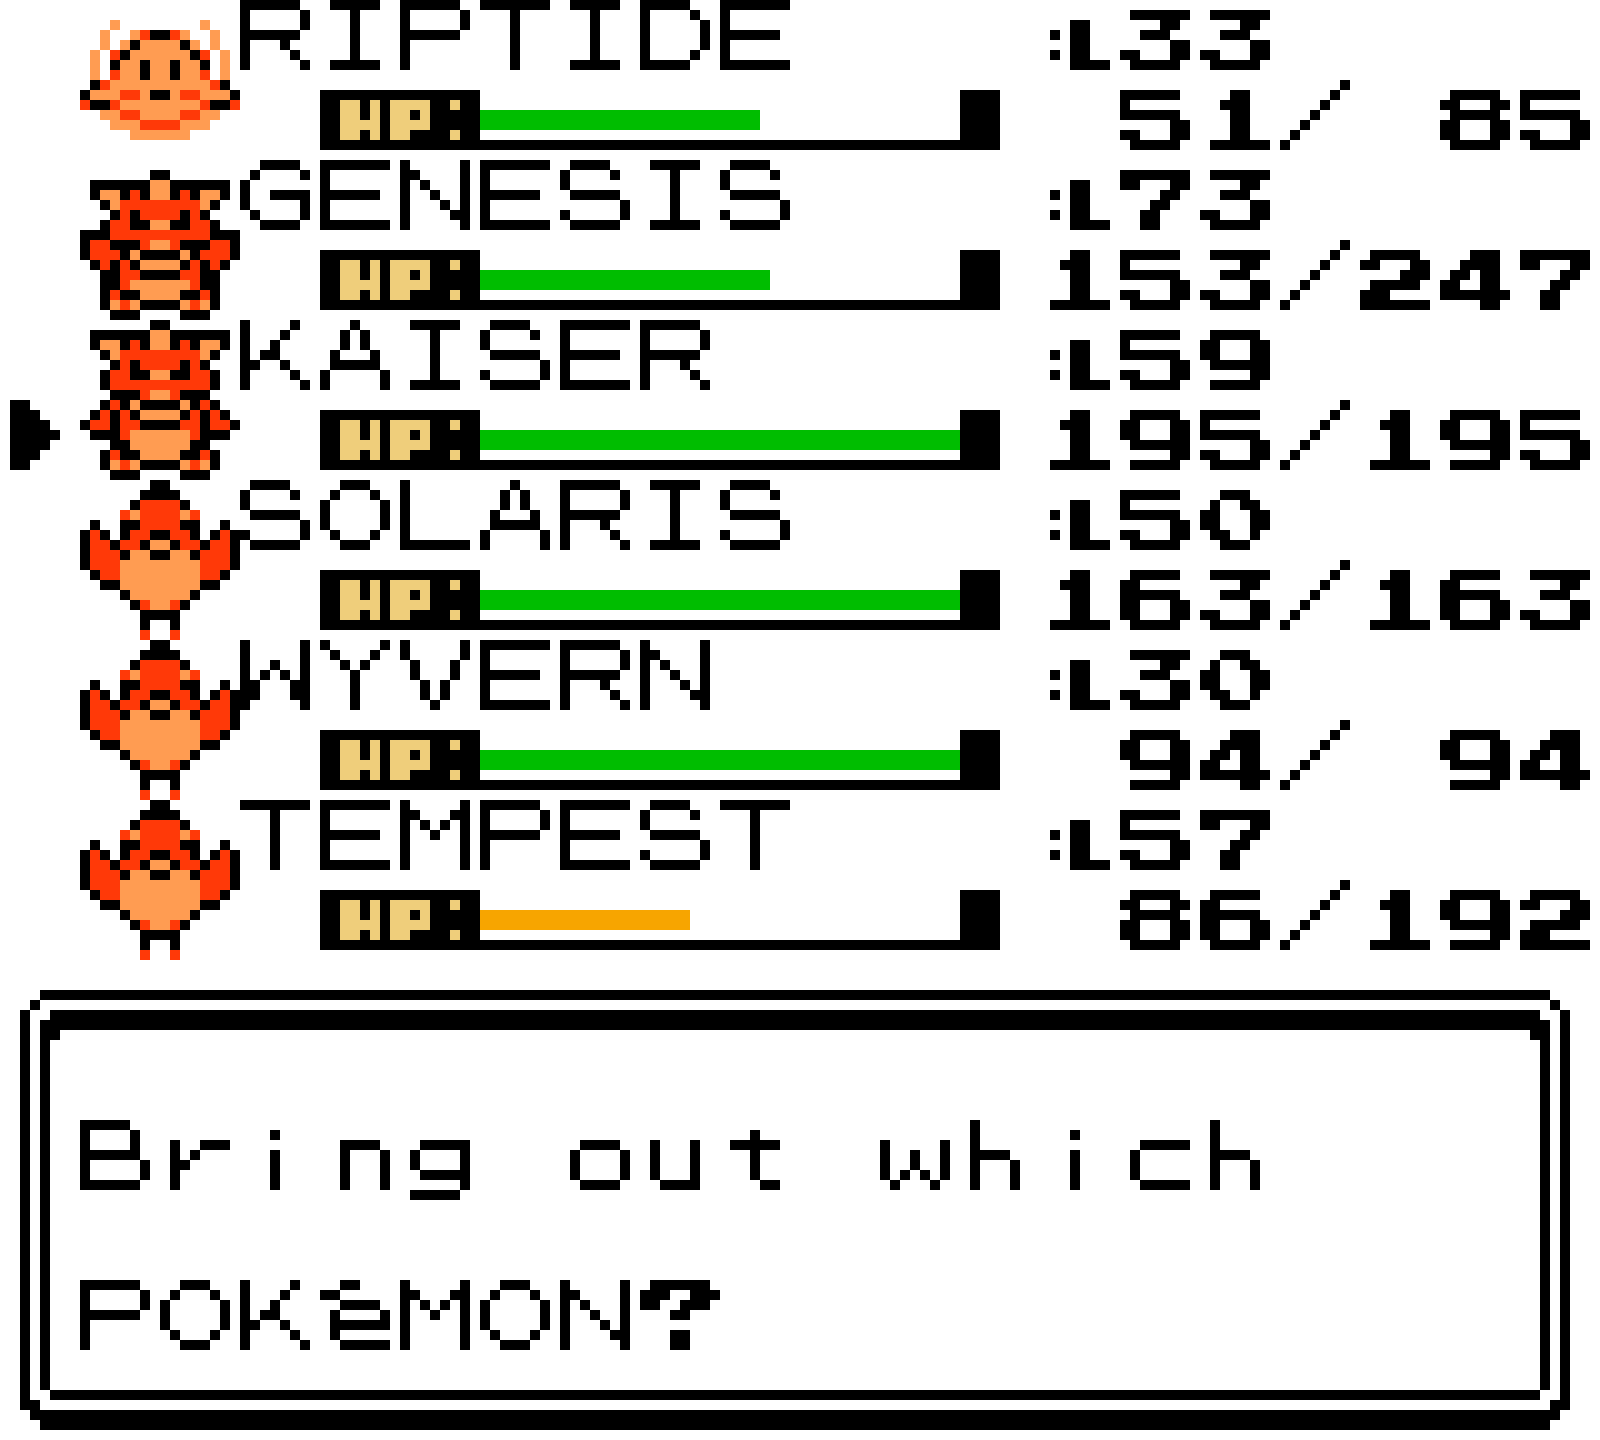 RIPTIDE :L33
HP: 51/ 85
GENESIS :L73
HP: 153/247
KAISER :L59
HP: 195/195
SOLARIS :L50
HP: 163/163
WYVERN :L30
HP: 94/ 94
TEMPEST :L57
HP: 86/192
Bring out which
POKéMON?